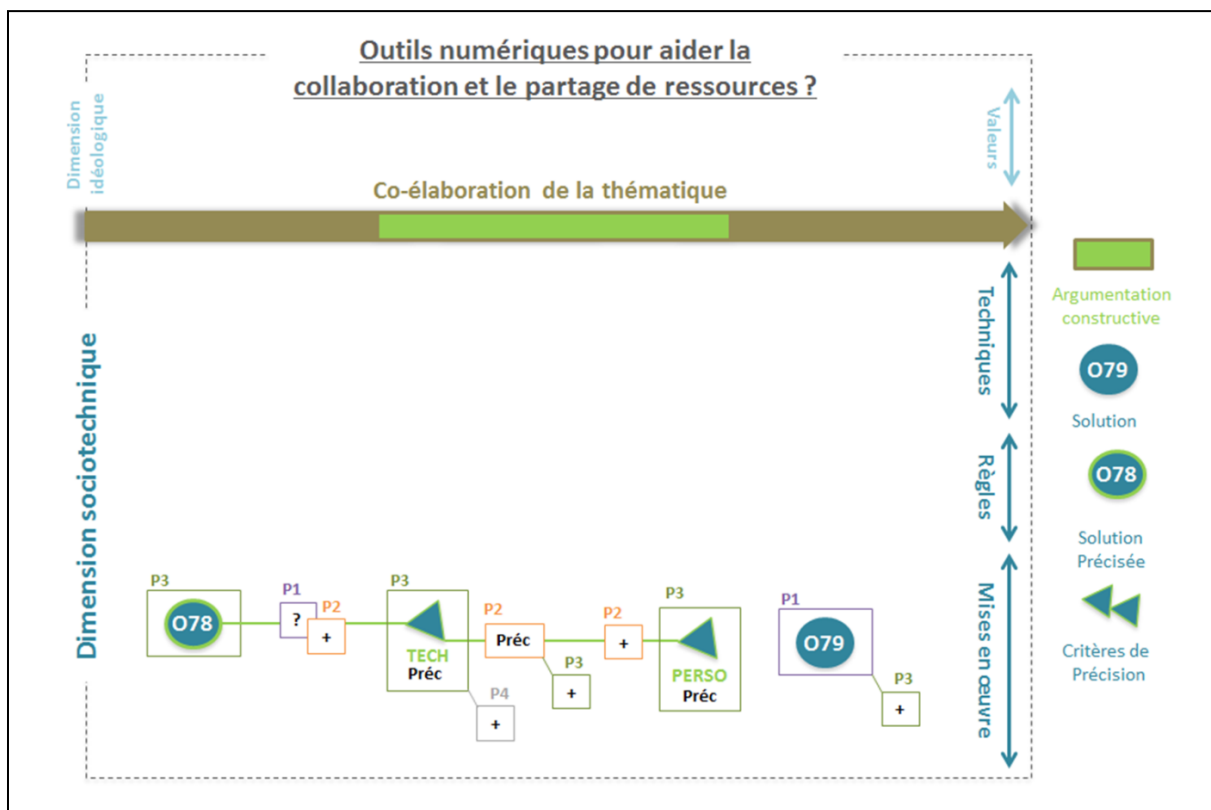 Outils numériques pour aider la
collaboration et le partage de ressources ?
Dimension
idéologique
Valeurs
Co-élaboration de la thématique
Dimension sociotechnique
Techniques
Règles
Mises en œuvre
P3
O78
P1
?
P2
+
P3
TECH
Préc
P4
+
P2
Préc
P3
+
P2
+
P3
PERSO
Préc
P1
O79
P3
+
Argumentation
constructive
O79
Solution
O78
Solution
Précisée
Critères de
Précision